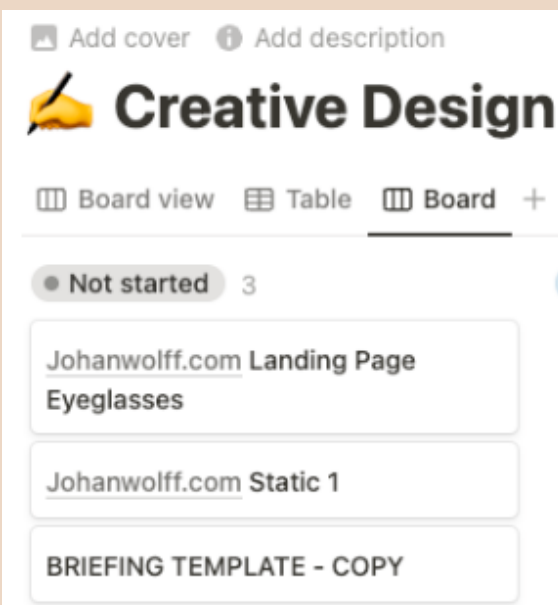 Add cover Add description
Creative Design
Board view Table Board
Not started 3
Johanwolff.com Landing Page
Eyeglasses
Johanwolff.com Static 1
BRIEFING TEMPLATE - COPY